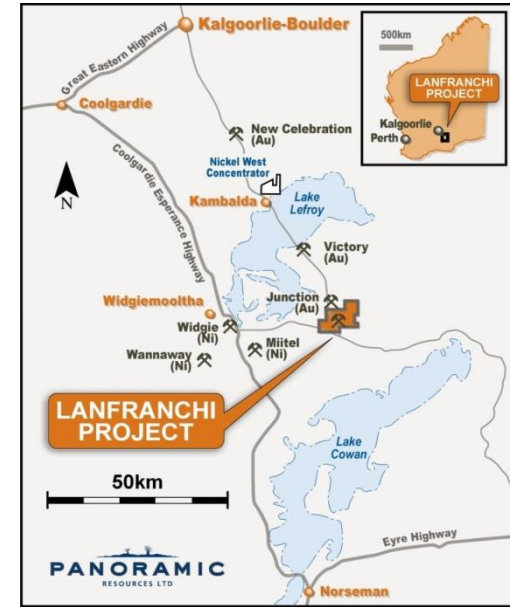 Kalgoorlie-Boulder
Great Eastern Highway
Coolgardie
500km
LANFRANCHI
PROJECT
Kalgoorlie
Perth
New Celebration
(Au)
Nickel West
Concentrator
Coolgardie Esperance Highway
N
Kambalda
Lake
Lefroy
Victory
(Au)
Junction
(Au)
Widgiemooltha
Widgie
(Ni)
Miitel
(Ni)
Wannaway
(Ni)
LANFRANCHI
PROJECT
Lake
Cowan
50km
Eyre Highway
PANORAMIC
RESOURCES LTD
Norseman